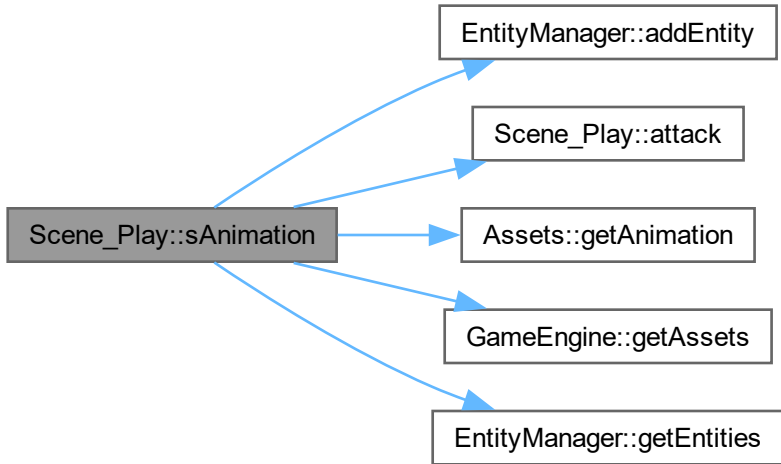 EntityManager::addEntity
Scene_Play::attack
Scene_Play::sAnimation
Assets::getAnimation
GameEngine::getAssets
EntityManager::getEntities